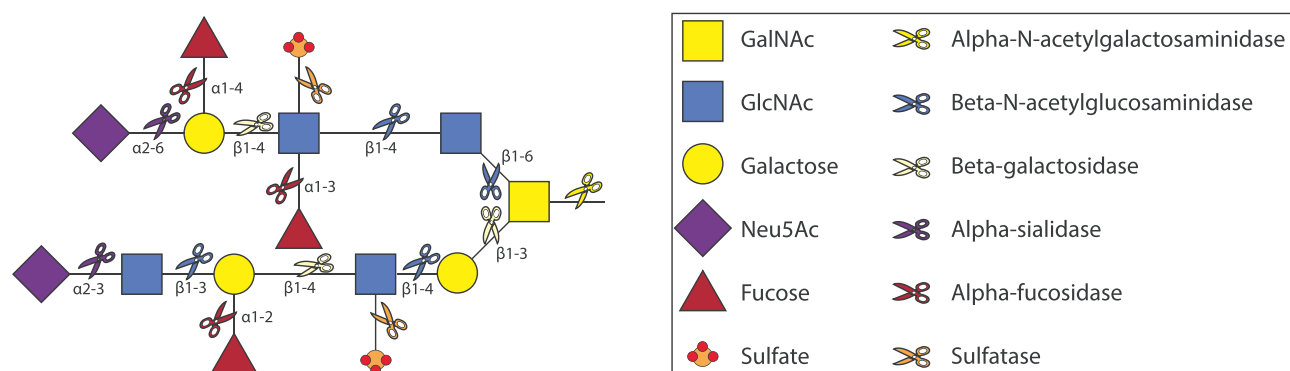 α1-4
α2-6
β1-4
β1-4
β1-6
α1-3
β1-3
α2-3
β1-3
β1-4
β1-4
α1-2
GalNAc
Alpha-N-acetylgalactosaminidase
GlcNAc
Beta-N-acetylglucosaminidase
Galactose
Beta-galactosidase
Neu5Ac
Alpha-sialidase
Fucose
Alpha-fucosidase
Sulfate
Sulfatase